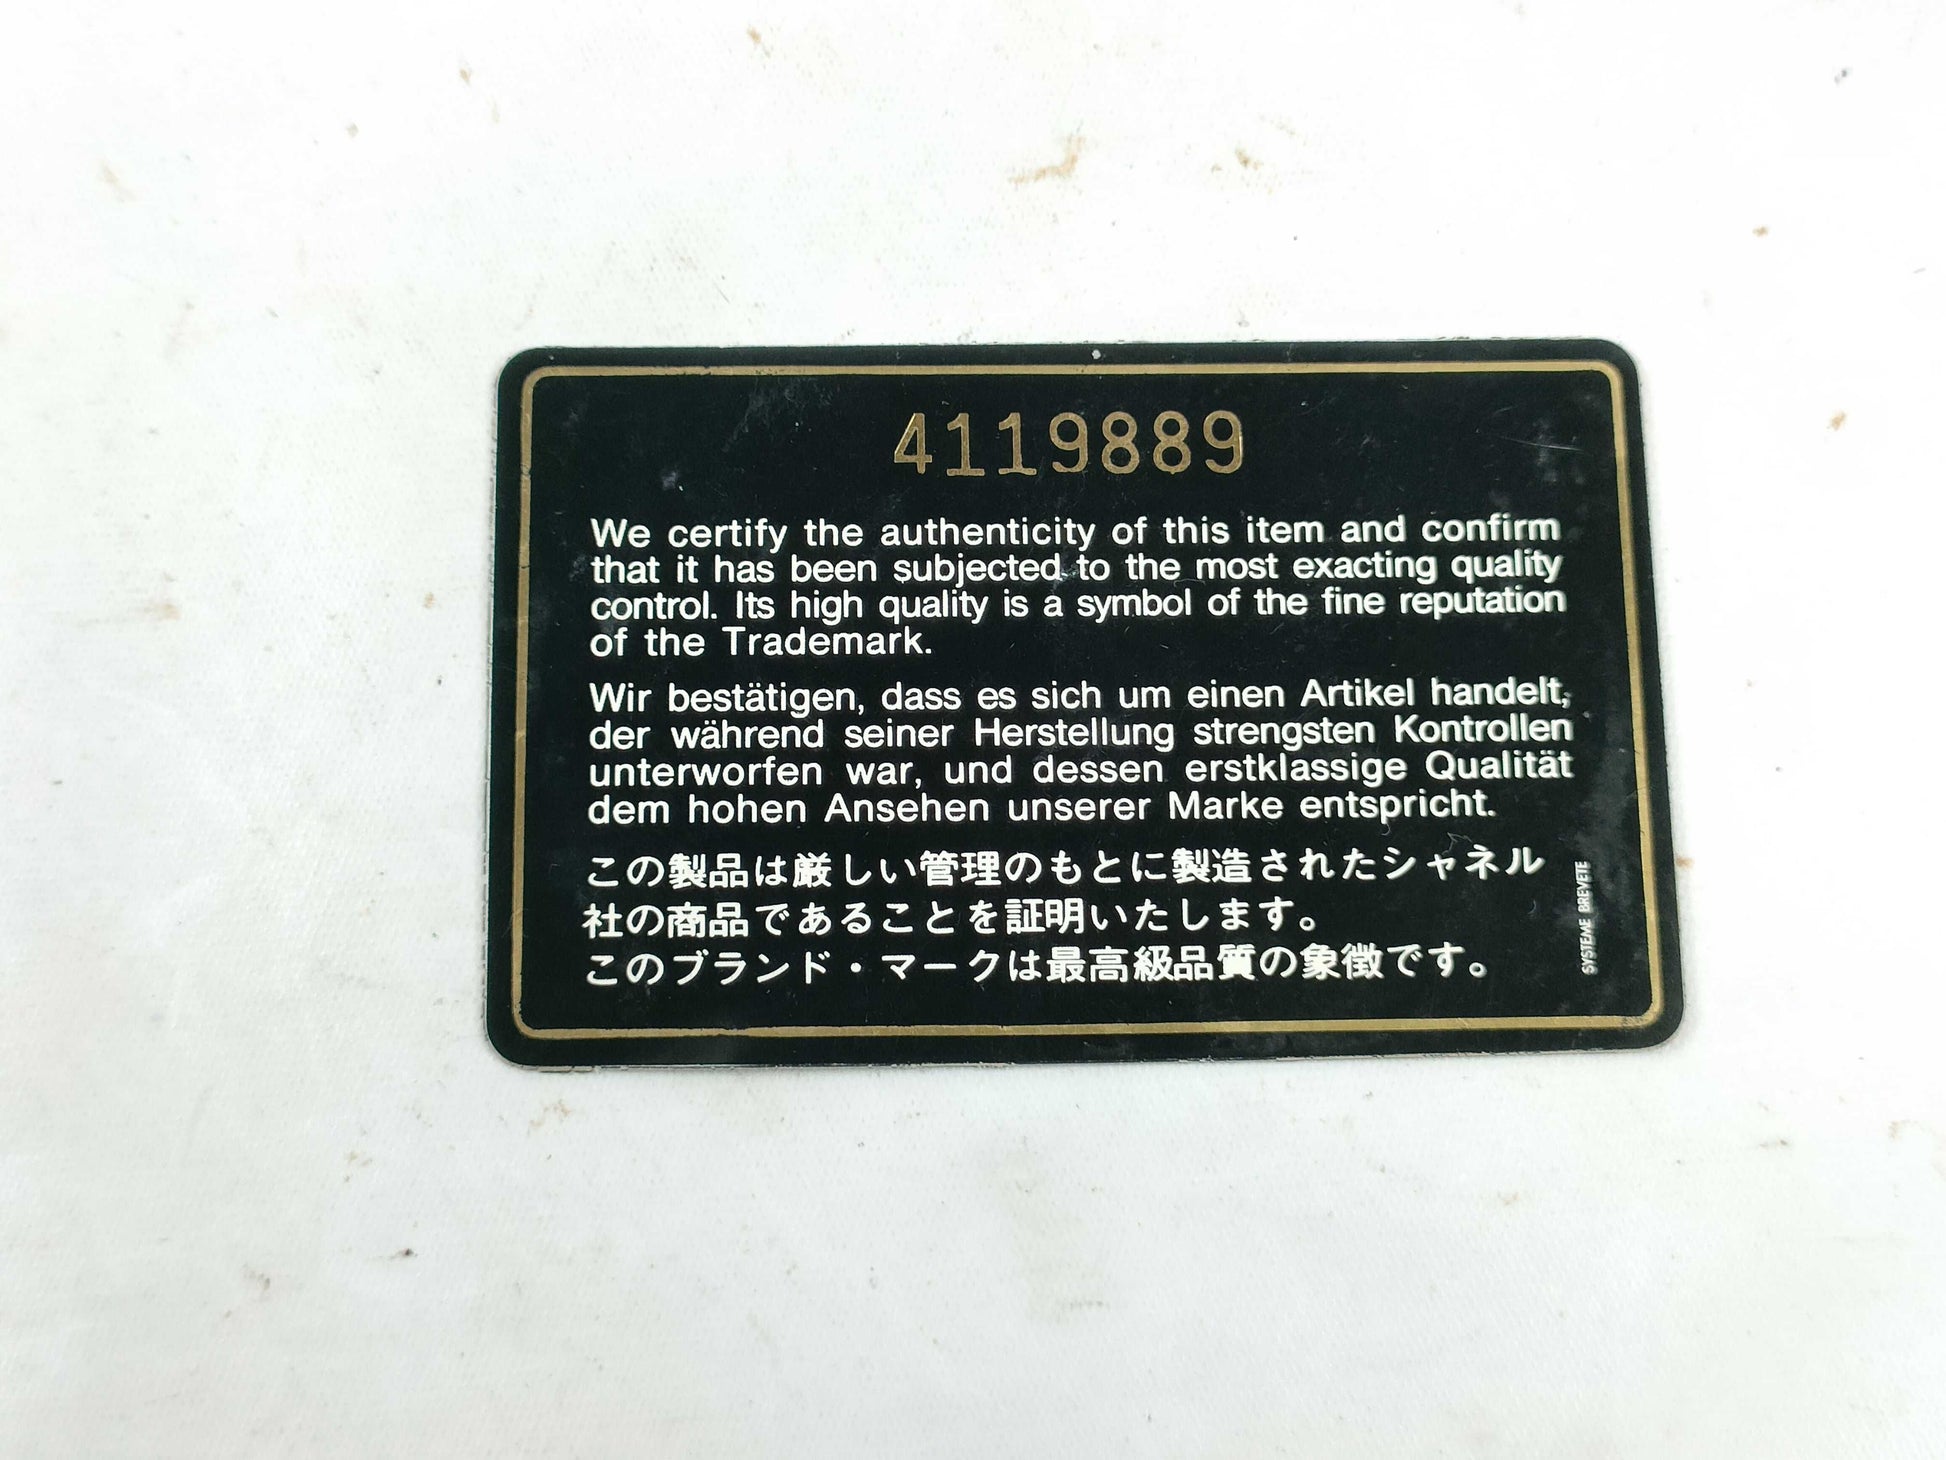 4119889
We certify the authenticity of this item and confirm
that it has been subjected to the most exacting quality
control. Its high quality is a symbol of the fine reputation
of the Trademark.
Wir bestätigen, dass es sich um einen Artikel handelt,
der während seiner Herstellung strengsten Kontrollen
unterworfen war, und dessen erstklassige Qualität
dem hohen Ansehen unserer Marke entspricht.
この製品は厳しい管理のもとに製造されたシャネル
社の商品であることを証明いたします。
このブランド・マークは最高級品質の象徴です。
SYSTEME BREVETE